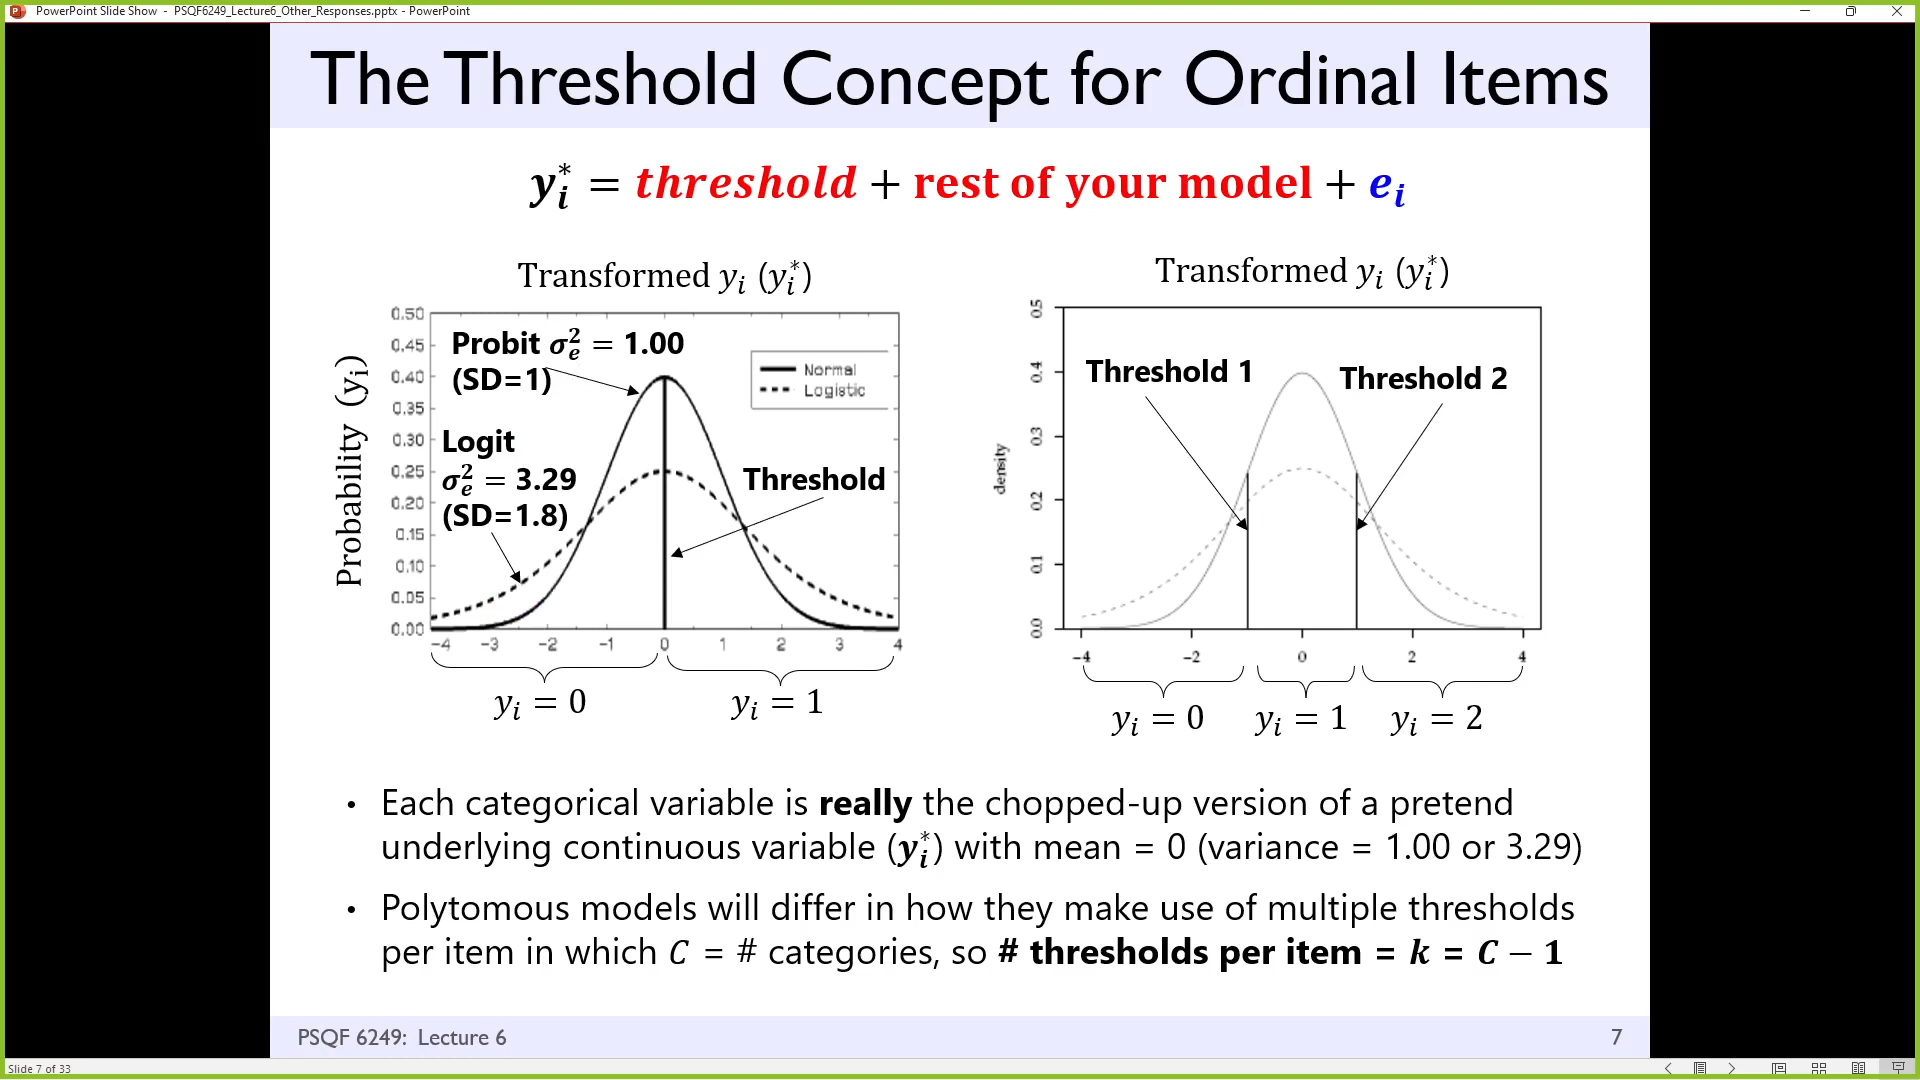 PowerPoint Slide Show - PSQF6249_Lecture6_Other_Responses.pptx - PowerPoint
The Threshold Concept for Ordinal Items
y*i = threshold + rest of your model + ei
Transformed yi (y*i)
Probability (yi)
0.50
0.45
0.40
0.35
0.30
0.25
0.20
0.15
0.10
0.05
0.00
Probit σ²e = 1.00
(SD=1)
Normal
Logistic
Logit
σ²e = 3.29
(SD=1.8)
Threshold
-4 -3 -2 -1 0 1 2 3 4
yi = 0 yi = 1
Transformed yi (y*i)
density
0.5
0.4
0.3
0.2
0.1
0.0
Threshold 1
Threshold 2
-4 -2 0 2 4
yi = 0 yi = 1 yi = 2
• Each categorical variable is really the chopped-up version of a pretend
underlying continuous variable (y*i) with mean = 0 (variance = 1.00 or 3.29)
• Polytomous models will differ in how they make use of multiple thresholds
per item in which C = # categories, so # thresholds per item = k = C − 1
PSQF 6249: Lecture 6
7
Slide 7 of 33